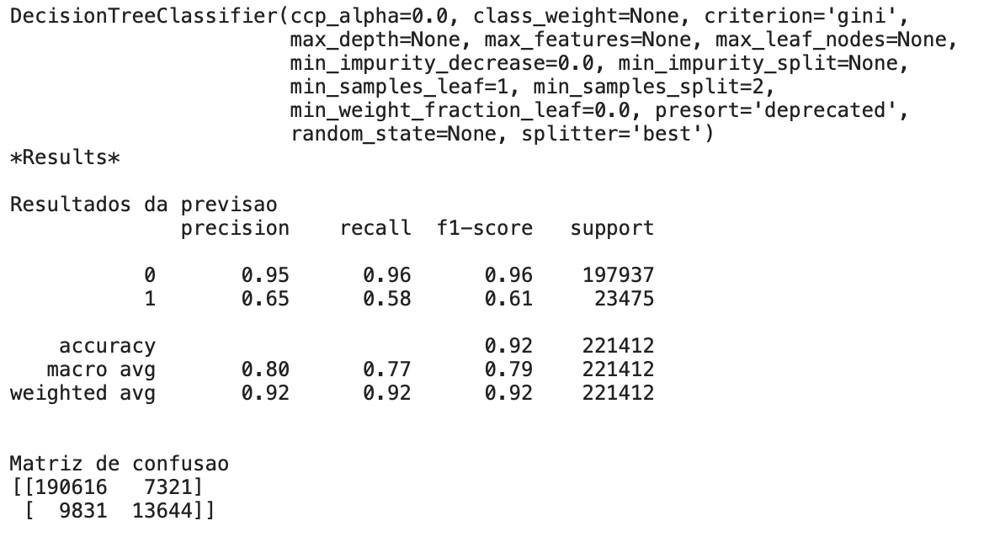 DecisionTreeClassifier(ccp_alpha=0.0, class_weight=None, criterion='gini',
                       max_depth=None, max_features=None, max_leaf_nodes=None,
                       min_impurity_decrease=0.0, min_impurity_split=None,
                       min_samples_leaf=1, min_samples_split=2,
                       min_weight_fraction_leaf=0.0, presort='deprecated',
                       random_state=None, splitter='best')
*Results*

Resultados da previsao
              precision    recall  f1-score   support

           0       0.95      0.96      0.96    197937
           1       0.65      0.58      0.61     23475

    accuracy                           0.92    221412
   macro avg       0.80      0.77      0.79    221412
weighted avg       0.92      0.92      0.92    221412


Matriz de confusao
[[190616   7321]
 [  9831  13644]]